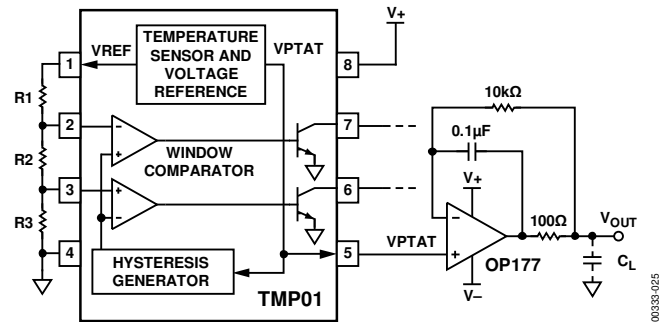 V+
TEMPERATURE
SENSOR AND
VOLTAGE
REFERENCE
VREF
VPTAT
1
8
R1
10kΩ
2
7
0.1µF
R2
WINDOW
COMPARATOR
V+
3
6
R3
100Ω
VOUT
4
HYSTERESIS
GENERATOR
5
VPTAT
OP177
CL
TMP01
V–
– + + – – +
00333-025